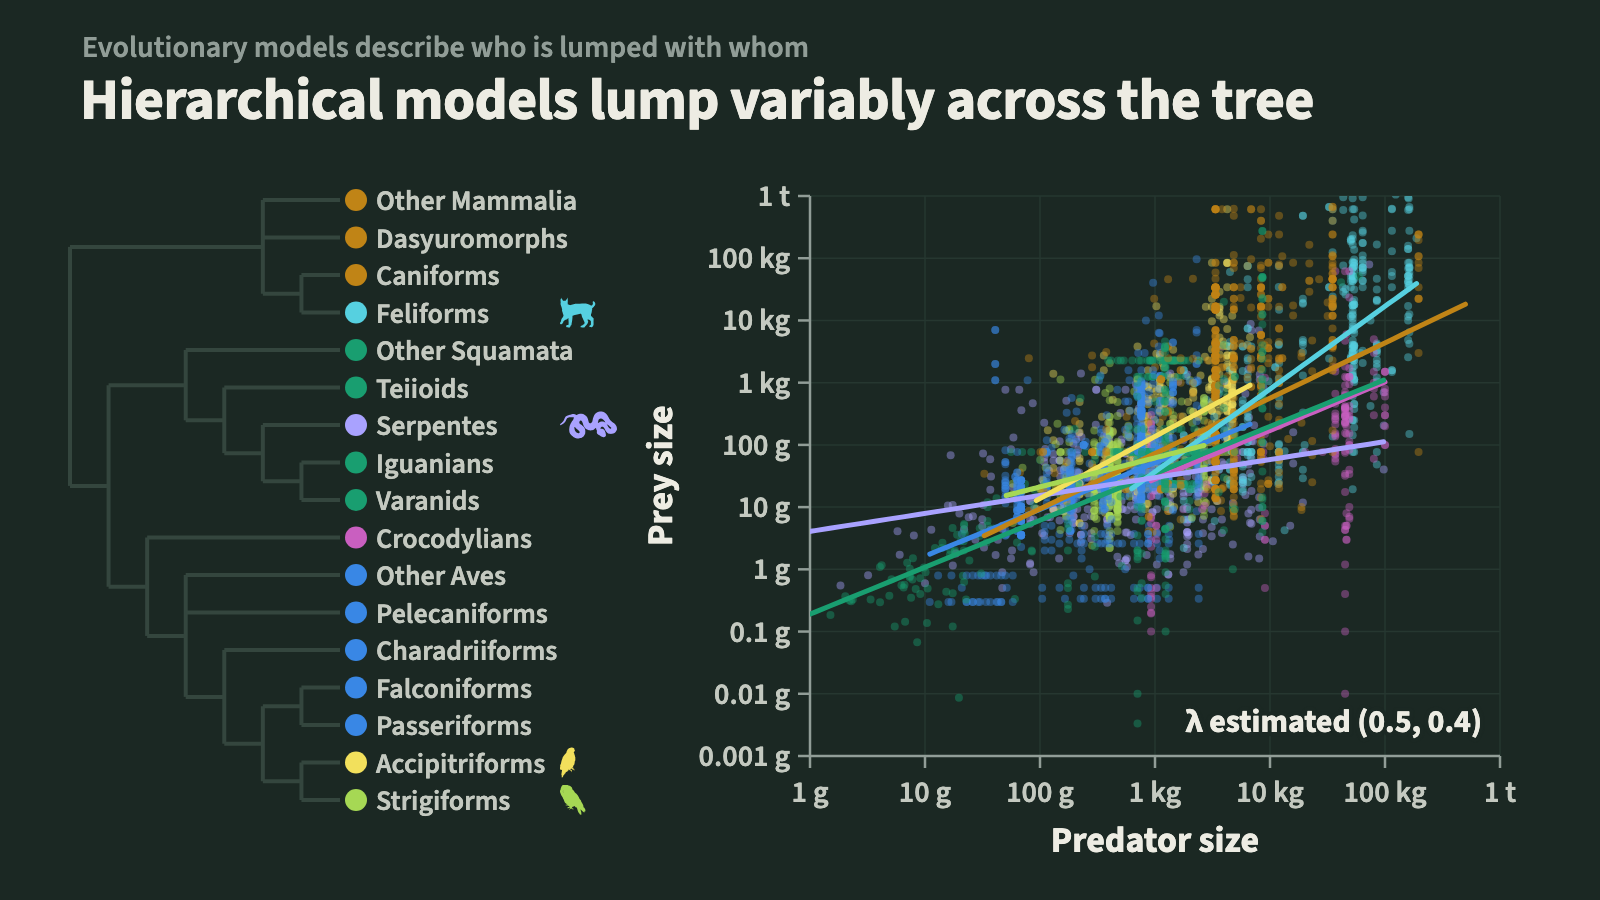 Evolutionary models describe who is lumped with whom
Hierarchical models lump variably across the tree
Other Mammalia
Dasyuromorphs
Caniforms
Feliforms
Other Squamata
Teiioids
Serpentes
Iguanians
Varanids
Crocodylians
Other Aves
Pelecaniforms
Charadriiforms
Falconiforms
Passeriforms
Accipitriforms
Strigiforms
Prey size
1 t
100 kg
10 kg
1 kg
100 g
10 g
1 g
0.1 g
0.01 g
0.001 g
λ estimated (0.5, 0.4)
1 g
10 g
100 g
1 kg
10 kg
100 kg
1 t
Predator size